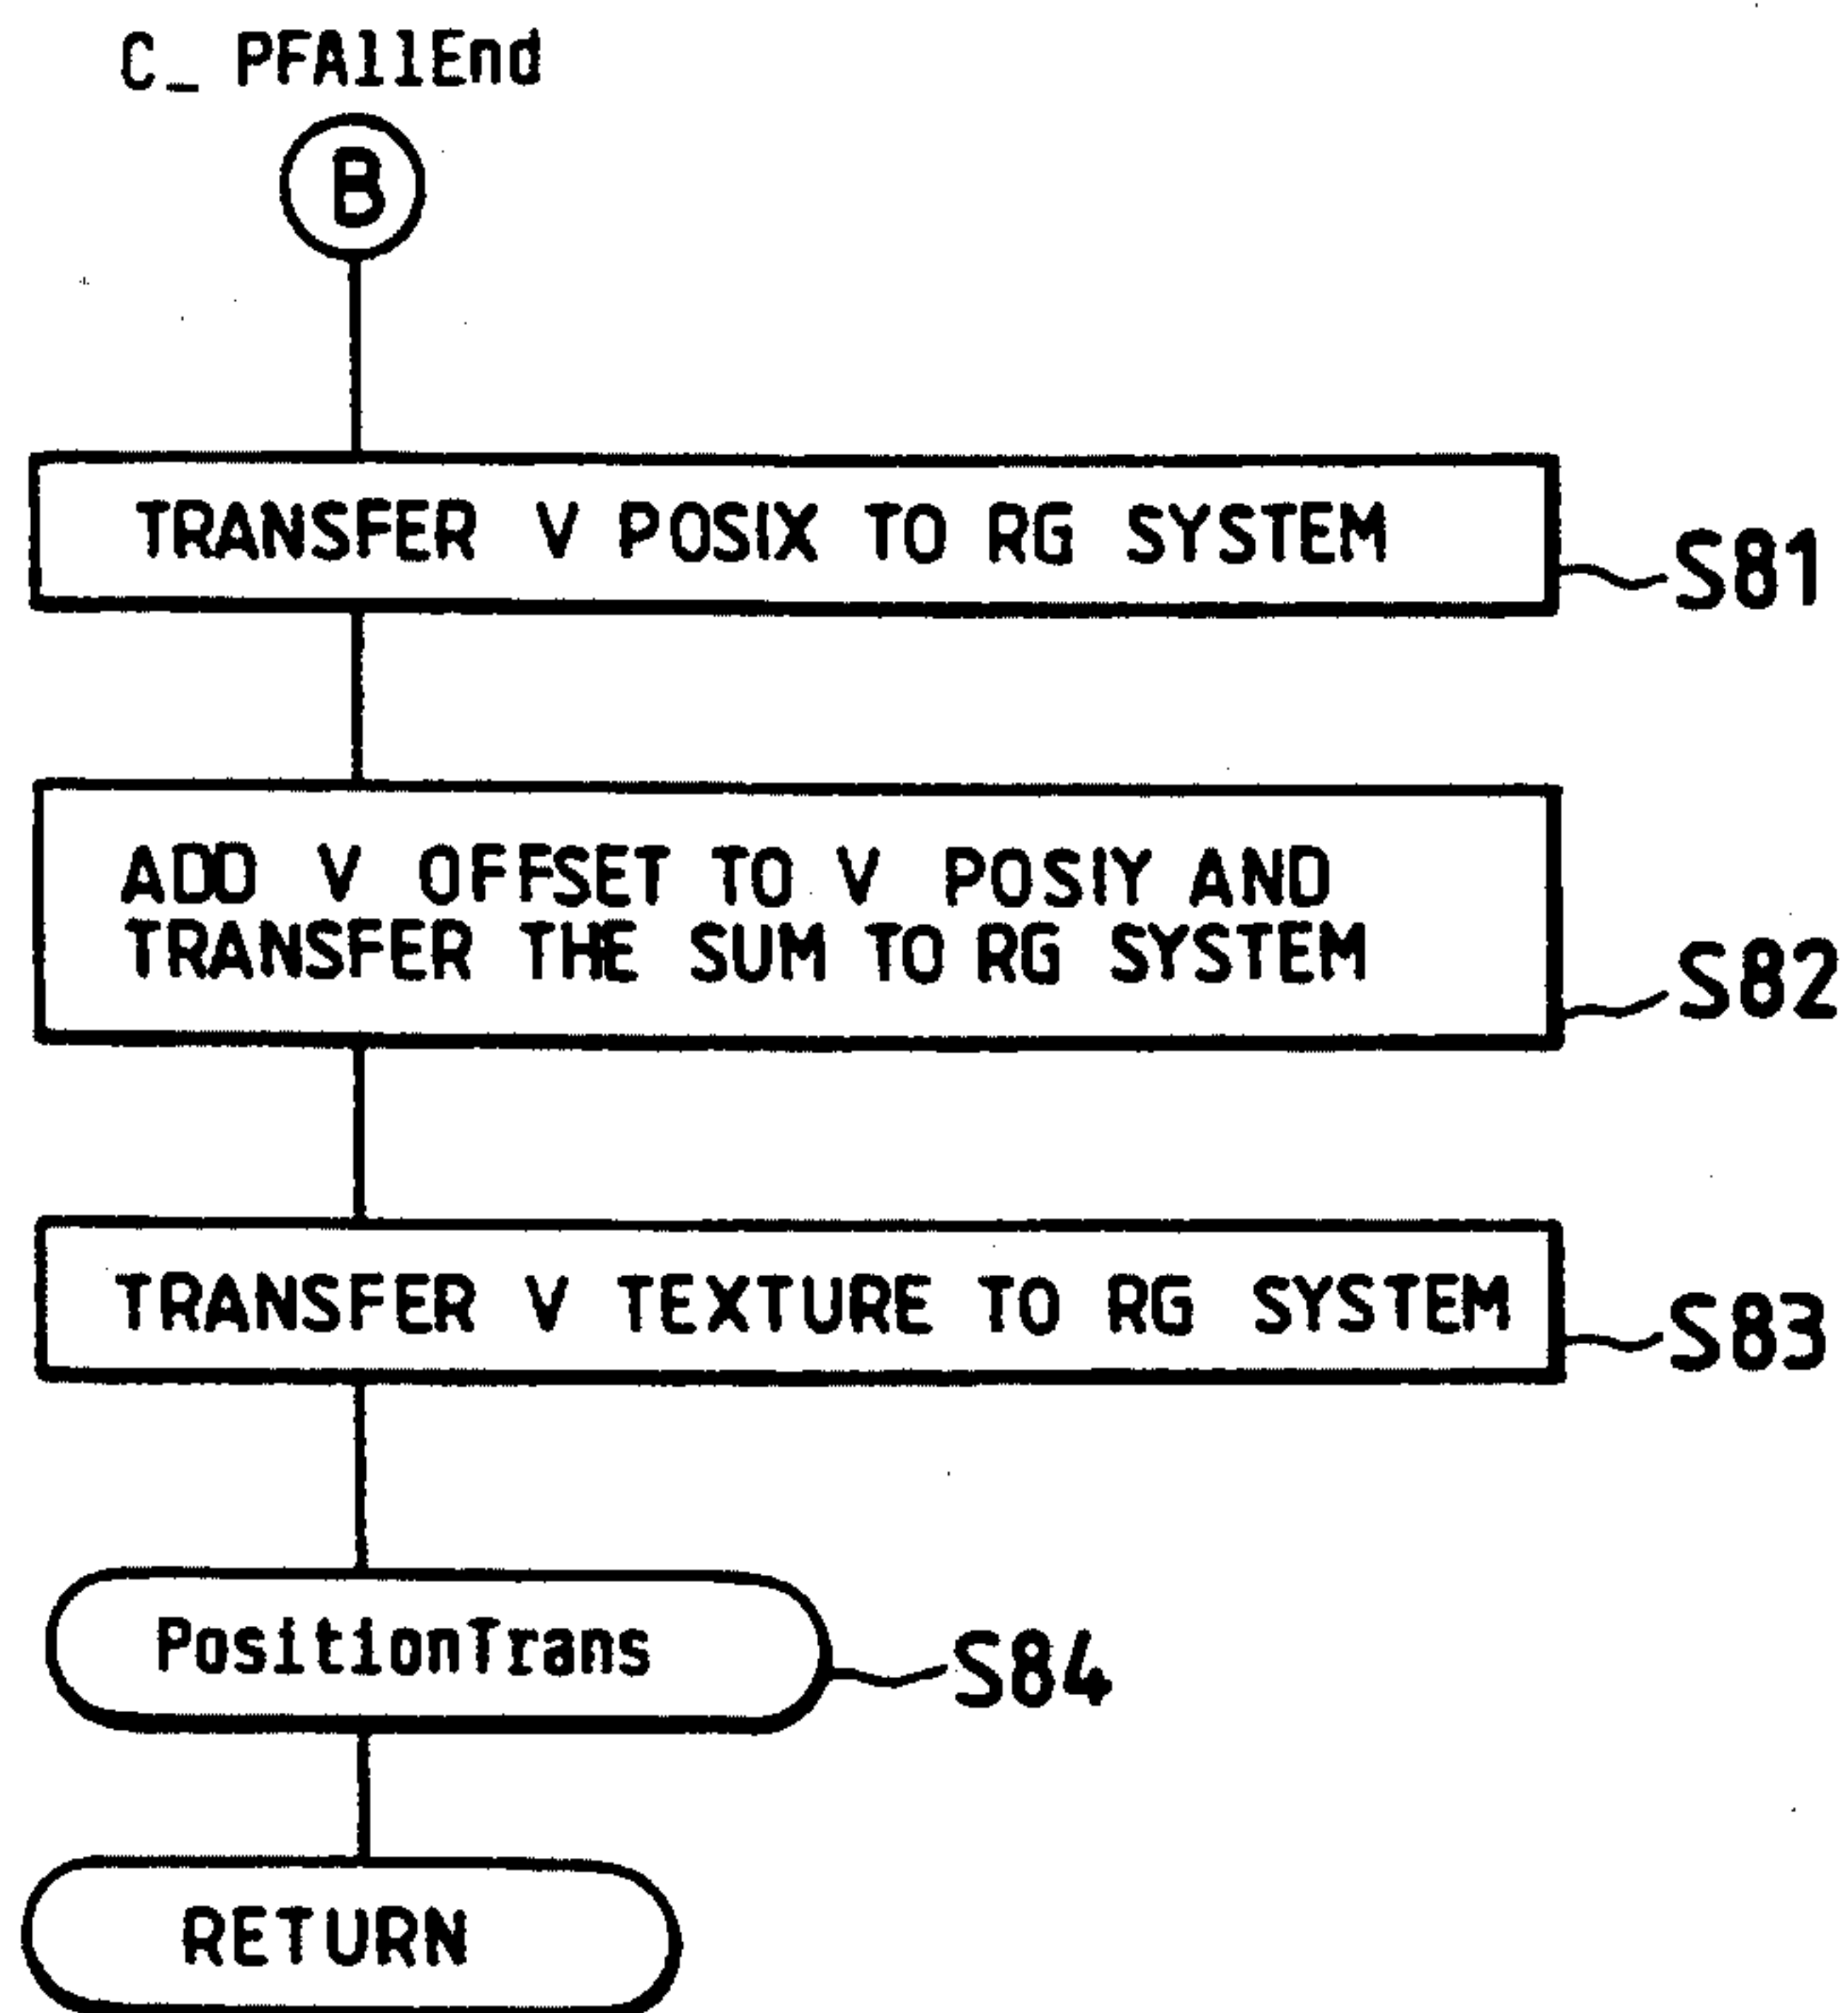 C_ PFAllEnd
B
TRANSFER V POSIX TO RG SYSTEM
S81
ADD V OFFSET TO V POSIY AND
TRANSFER THE SUM TO RG SYSTEM
S82
TRANSFER V TEXTURE TO RG SYSTEM
S83
PositionTrans
S84
RETURN